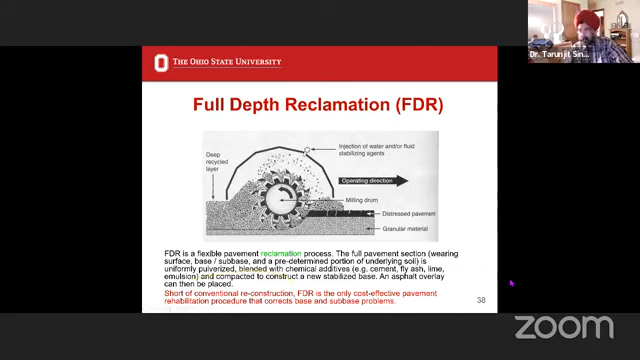 Dr. Tarunjit Sin...
THE OHIO STATE UNIVERSITY
Full Depth Reclamation (FDR)
Injection of water and/or fluid
stabilizing agents
Deep
recycled
layer
Operating direction
Milling drum
Distressed pavement
Granular material
FDR is a flexible pavement reclamation process. The full pavement section (wearing
surface, base / subbase, and a pre-determined portion of underlying soil) is
uniformly pulverized, blended with chemical additives (e.g. cement, fly ash, lime,
emulsion) and compacted to construct a new stabilized base. An asphalt overlay
can then be placed.
Short of conventional re-construction, FDR is the only cost-effective pavement
rehabilitation procedure that corrects base and subbase problems.
38
zoom